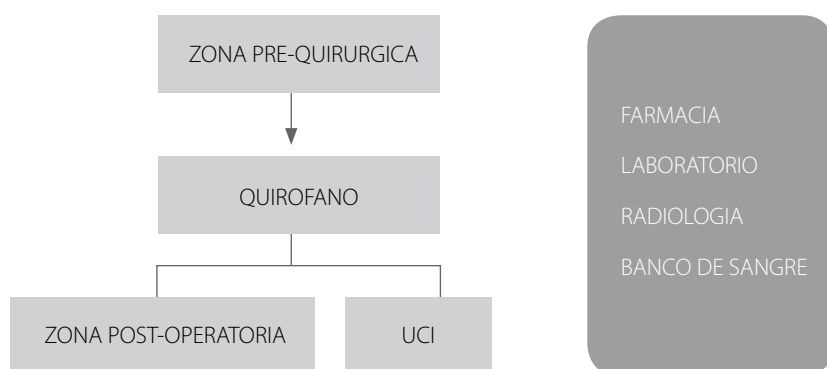 ZONA PRE-QUIRURGICA
QUIROFANO
ZONA POST-OPERATORIA
UCI
FARMACIA
LABORATORIO
RADIOLOGIA
BANCO DE SANGRE